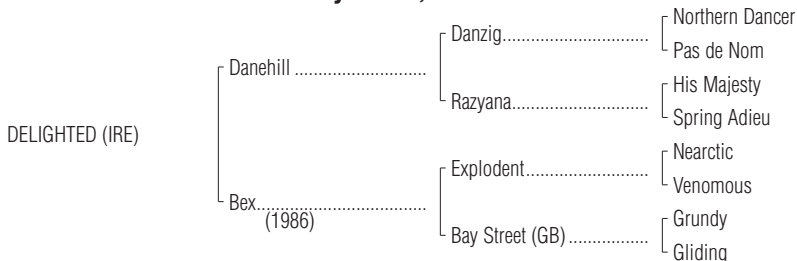 Northern Dancer
Danzig......................................
Pas de Nom
Danehill .........................................
His Majesty
Razyana.....................................
Spring Adieu
DELIGHTED (IRE)
Nearctic
Explodent..................................
Venomous
Bex....................................................
(1986)
Grundy
Bay Street (GB) ........................
Gliding